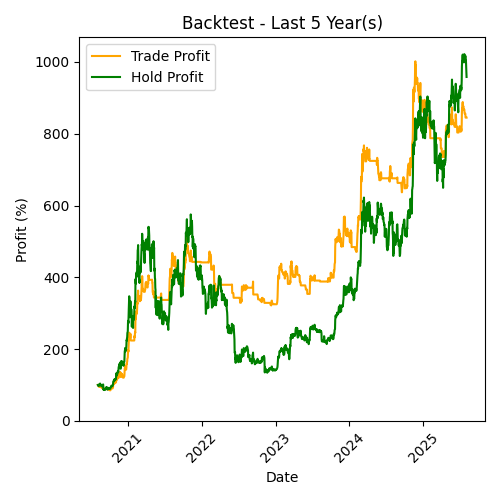 Backtest - Last 5 Year(s)
Trade Profit
Hold Profit
Profit (%)
1000
800
600
400
200
0
2021
2022
2023
2024
2025
Date